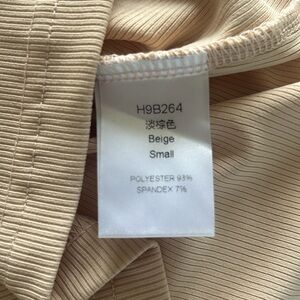 H9B264
淡棕色
Beige
Small
POLYESTER 93%
SPANDEX 7%